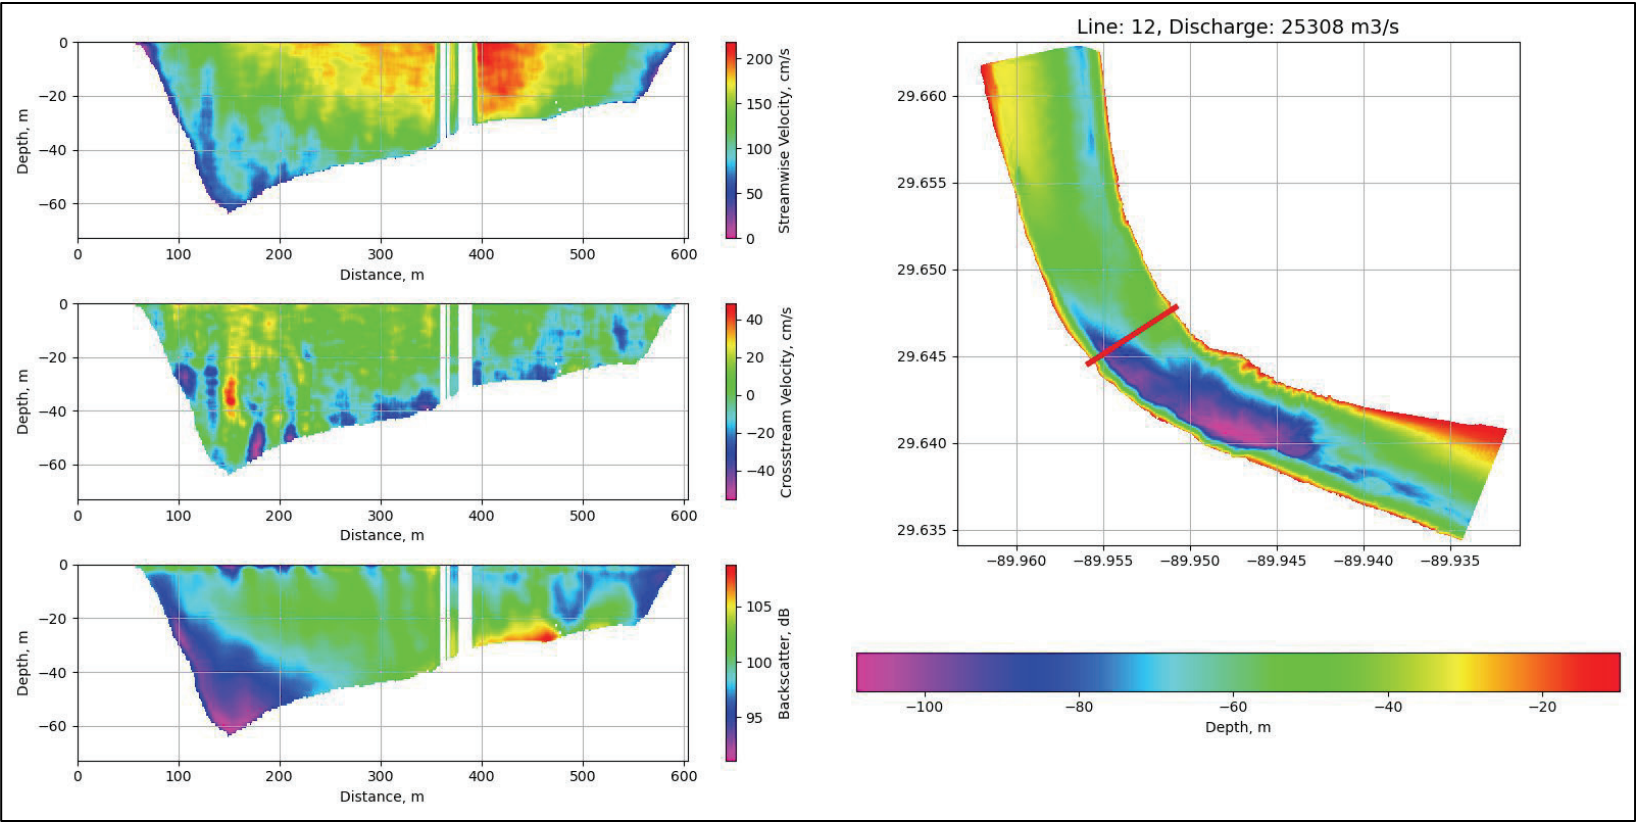 0
−20
−40
−60
Depth, m
0 100 200 300 400 500 600
Distance, m
200
150
100
50
0
Streamwise Velocity, cm/s
0
−20
−40
−60
Depth, m
0 100 200 300 400 500 600
Distance, m
40
20
0
−20
−40
Crossstream Velocity, cm/s
0
−20
−40
−60
Depth, m
0 100 200 300 400 500 600
Distance, m
105
100
95
Backscatter, dB
Line: 12, Discharge: 25308 m3/s
29.660
29.655
29.650
29.645
29.640
29.635
−89.960 −89.955 −89.950 −89.945 −89.940 −89.935
−100 −80 −60 −40 −20
Depth, m